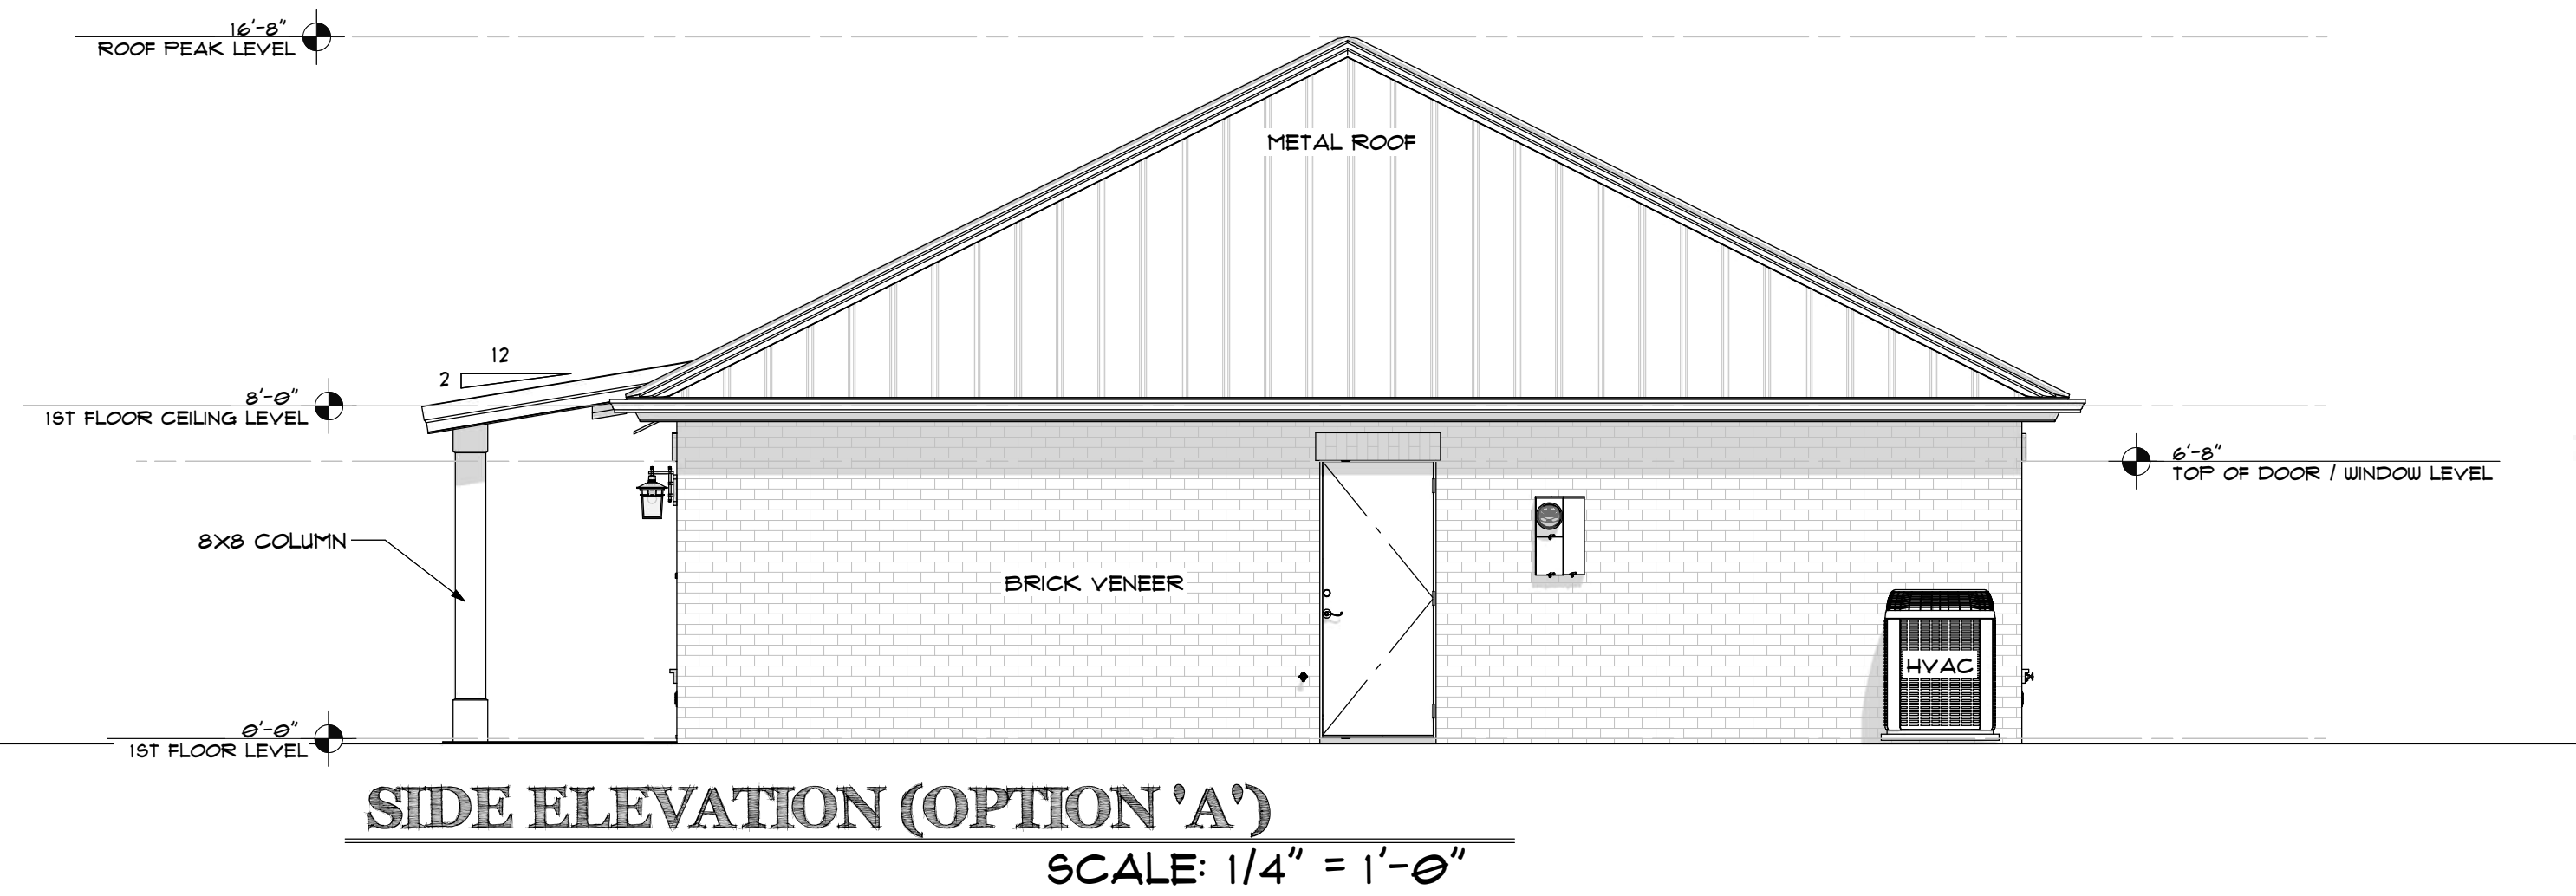 16'-8"
ROOF PEAK LEVEL
METAL ROOF
12
2
8'-0"
1ST FLOOR CEILING LEVEL
6'-8"
TOP OF DOOR / WINDOW LEVEL
8X8 COLUMN
BRICK VENEER
HVAC
0'-0"
1ST FLOOR LEVEL
SIDE ELEVATION (OPTION 'A')
SCALE: 1/4" = 1'-0"